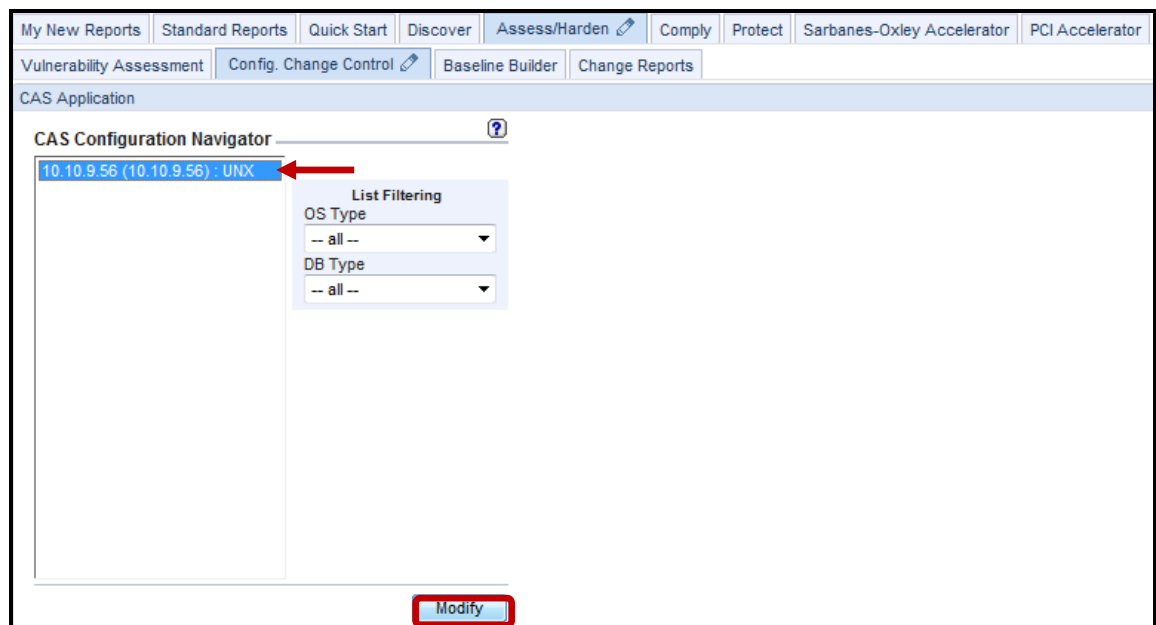 My New Reports Standard Reports Quick Start Discover Assess/Harden Comply Protect Sarbanes-Oxley Accelerator PCI Accelerator
Vulnerability Assessment Config. Change Control Baseline Builder Change Reports
CAS Application
CAS Configuration Navigator ?
10.10.9.56 (10.10.9.56) : UNX
List Filtering
OS Type
-- all --
DB Type
-- all --
Modify